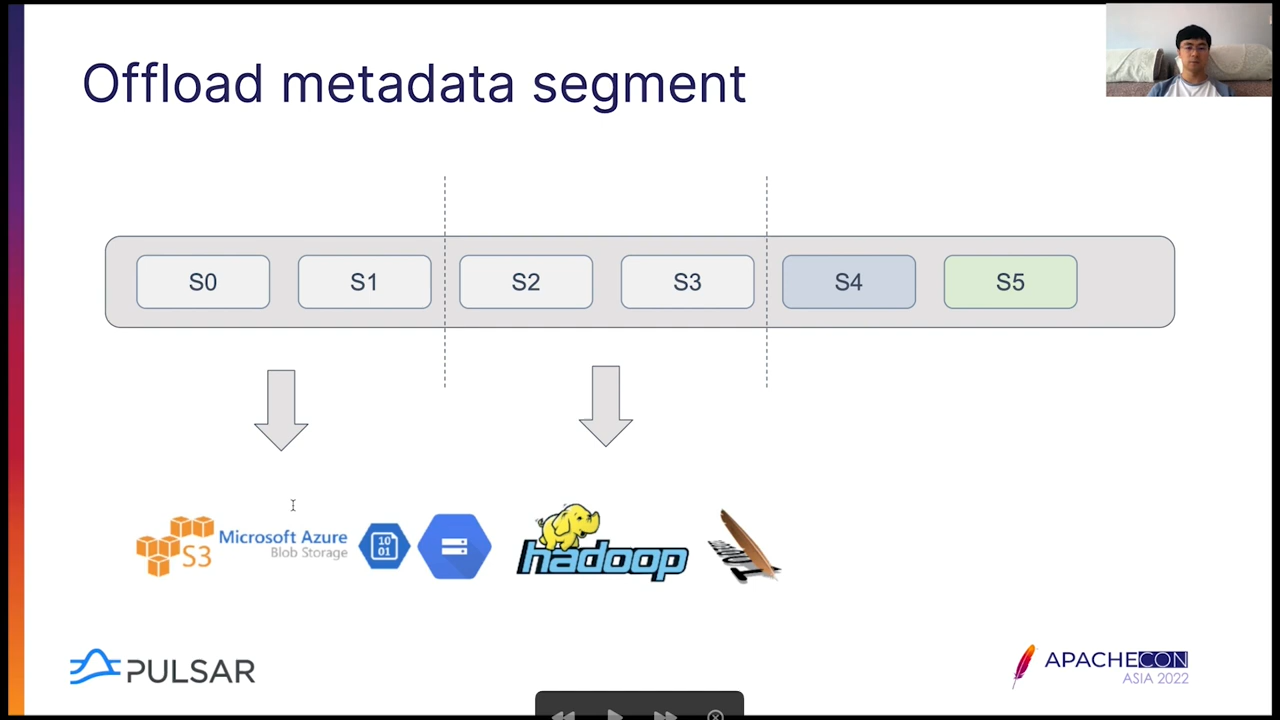 Offload metadata segment
S0 S1 S2 S3 S4 S5
S3
Microsoft Azure
Blob Storage
10
01
hadoop
PULSAR
APACHECON
ASIA 2022